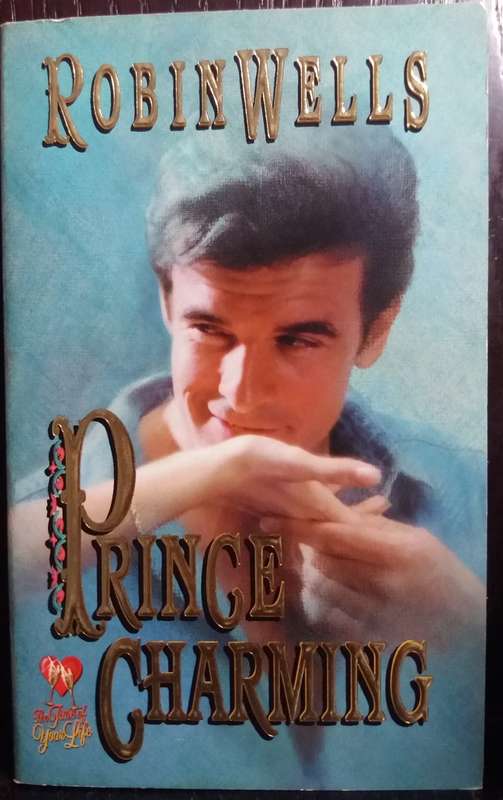 ROBIN WELLS
PRINCE
CHARMING
The Time of
Your Life